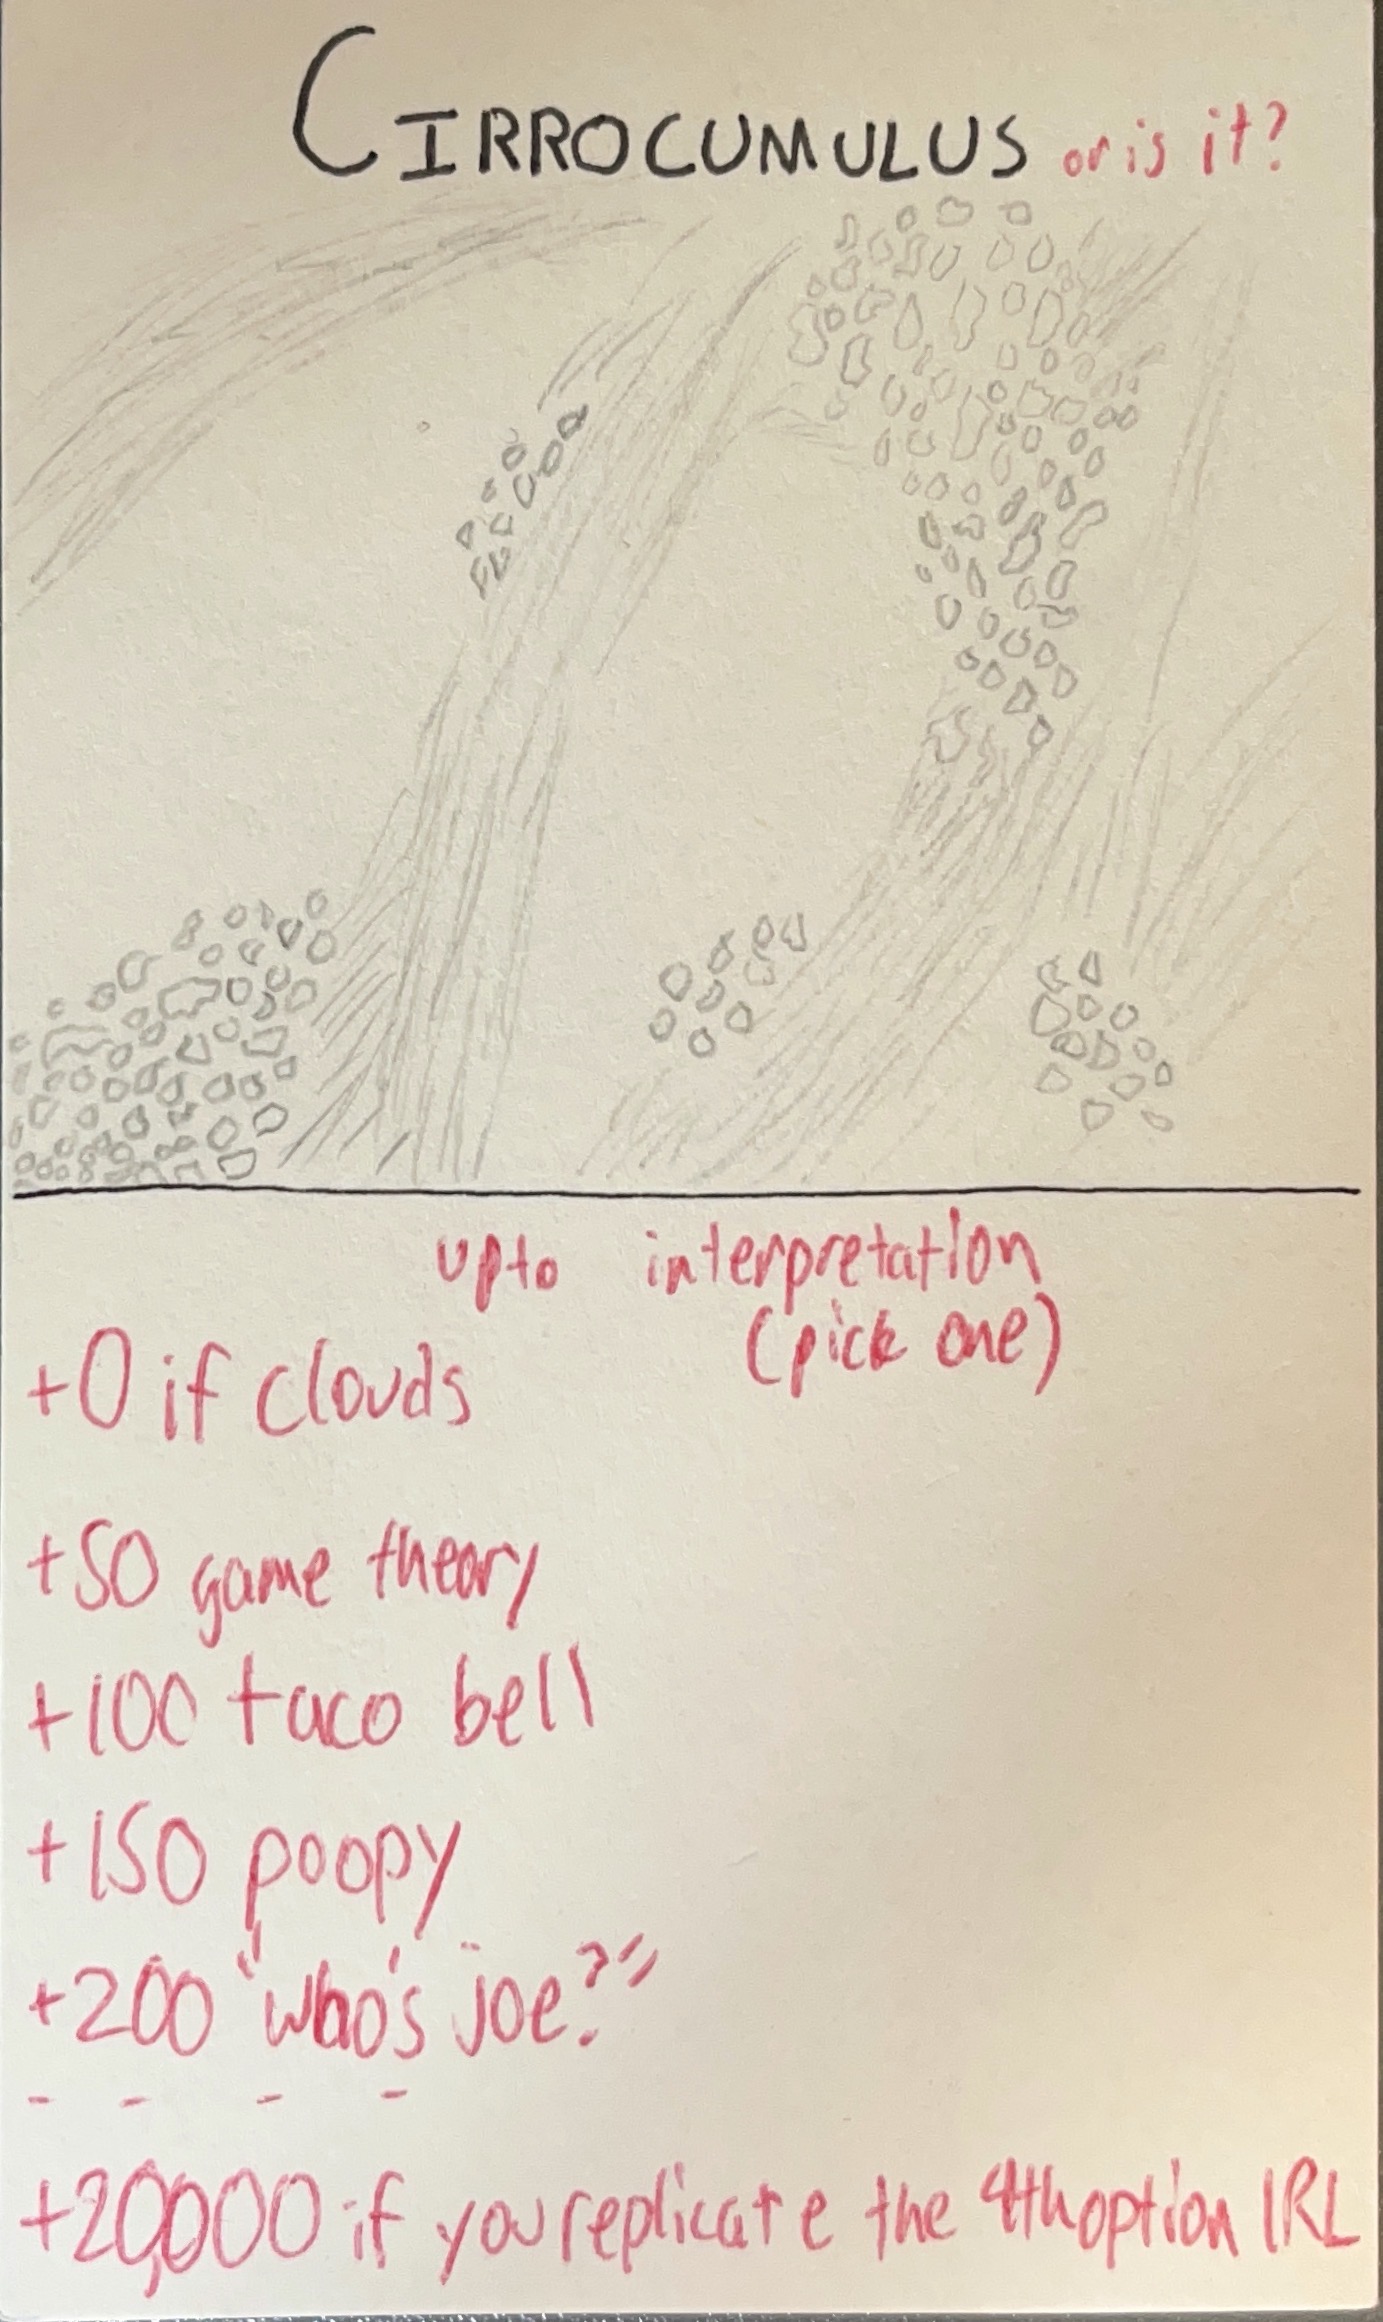 CIRROCUMULUS or is it?
upto interpretation
(pick one)
+0 if clouds
+50 game theory
+100 taco bell
+150 poopy
+200 "who's joe?"
- - - -
+20,000 if you replicate the 4th option IRL